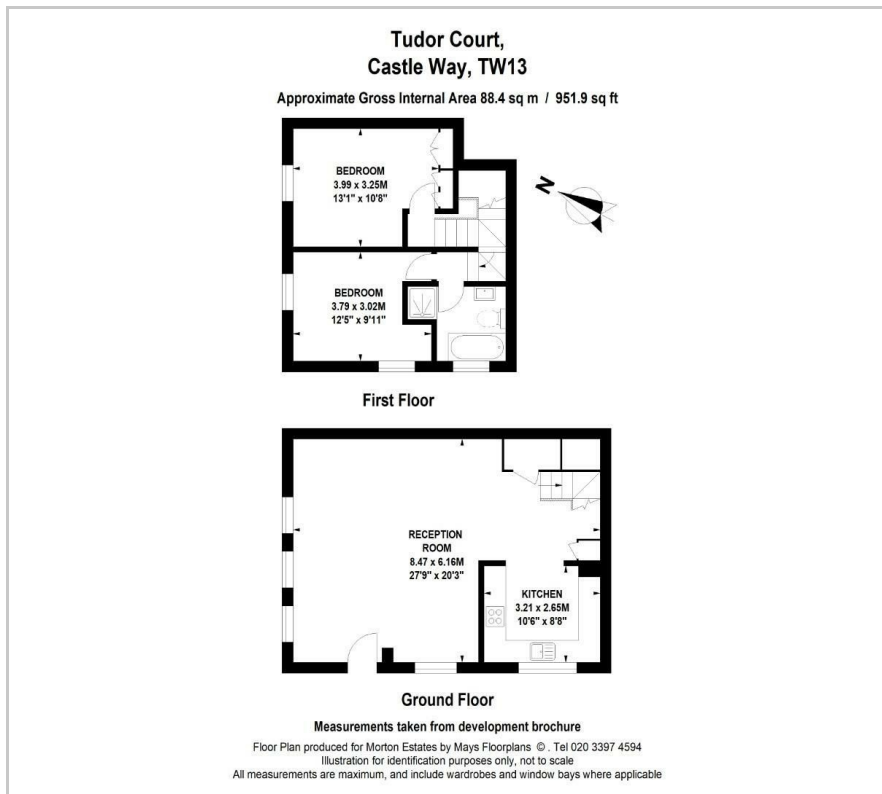 Tudor Court,
Castle Way, TW13
Approximate Gross Internal Area 88.4 sq m / 951.9 sq ft
BEDROOM
3.99 x 3.25M
13'1" x 10'8"
N
BEDROOM
3.79 x 3.02M
12'5" x 9'11"
First Floor
RECEPTION
ROOM
8.47 x 6.16M
27'9" x 20'3"
KITCHEN
3.21 x 2.65M
10'6" x 8'8"
Ground Floor
Measurements taken from development brochure
Floor Plan produced for Morton Estates by Mays Floorplans © . Tel 020 3397 4594
Illustration for identification purposes only, not to scale
All measurements are maximum, and include wardrobes and window bays where applicable